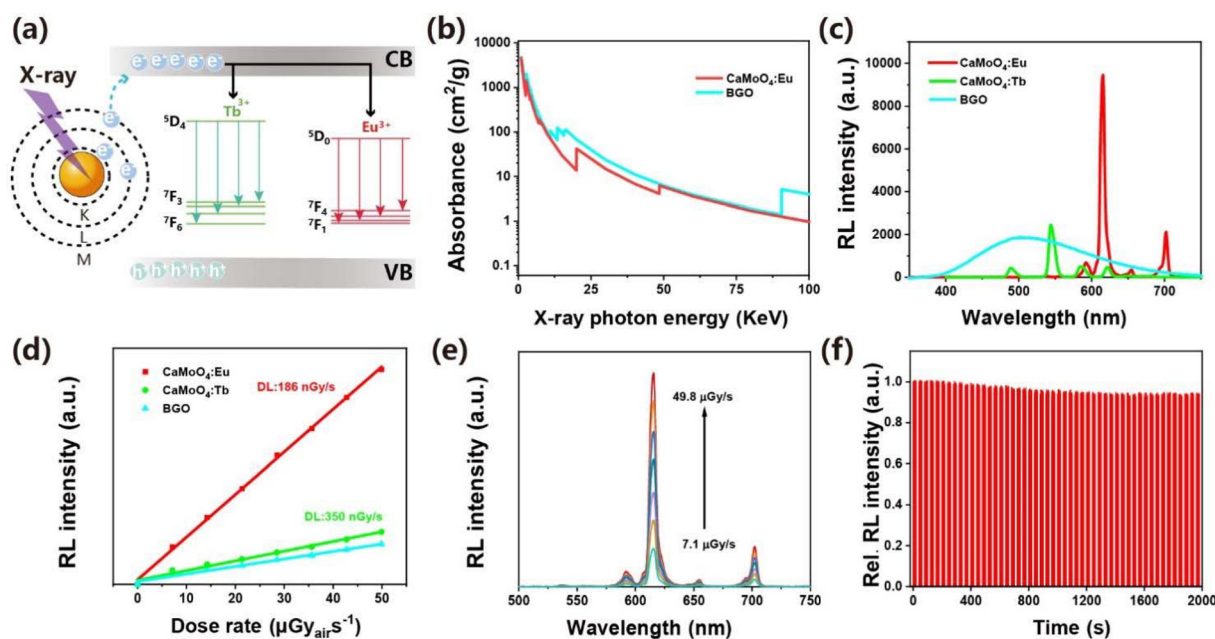 (a)
X-ray
e⁻ e⁻ e⁻ e⁻ e⁻
CB
e⁻
e⁻
e⁻
K
L
M
Tb³⁺
⁵D₄
⁷F₃
⁷F₆
Eu³⁺
⁵D₀
⁷F₄
⁷F₁
h⁺ h⁺ h⁺ h⁺ h⁺
VB
(b)
Absorbance (cm²/g)
10000
1000
100
10
1
0.1
CaMoO₄:Eu
BGO
0 25 50 75 100
X-ray photon energy (KeV)
(c)
RL intensity (a.u.)
10000
8000
6000
4000
2000
0
CaMoO₄:Eu
CaMoO₄:Tb
BGO
400 500 600 700
Wavelength (nm)
(d)
RL intensity (a.u.)
CaMoO₄:Eu
CaMoO₄:Tb
BGO
DL:186 nGy/s
DL:350 nGy/s
0 10 20 30 40 50
Dose rate (μGyₐᵢᵣs⁻¹)
(e)
RL intensity (a.u.)
49.8 μGy/s
7.1 μGy/s
500 550 600 650 700 750
Wavelength (nm)
(f)
Rel. RL intensity (a.u.)
1.0
0.8
0.6
0.4
0.2
0.0
0 400 800 1200 1600 2000
Time (s)